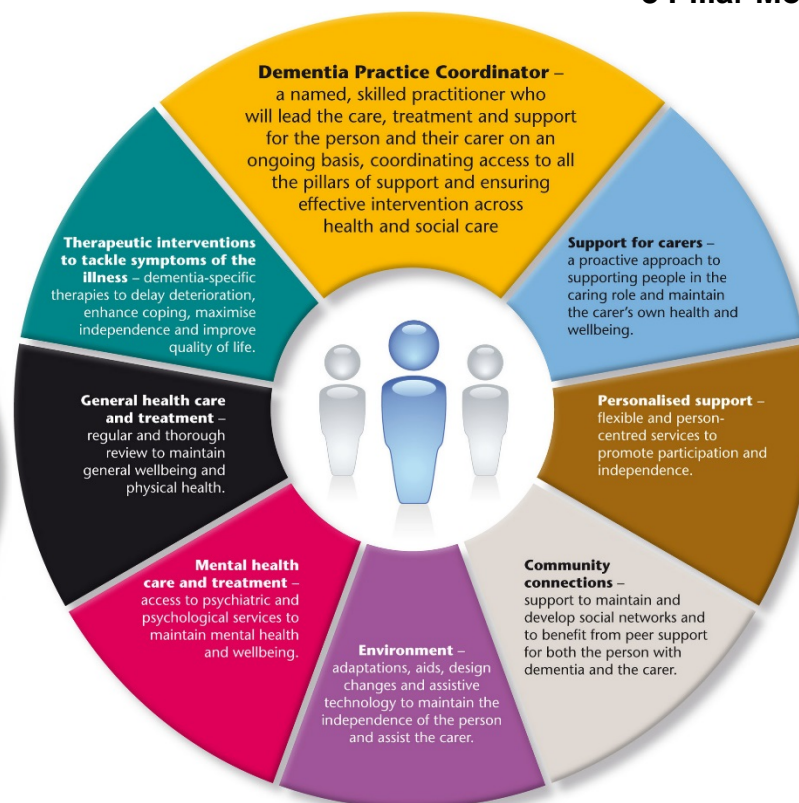 Dementia Practice Coordinator –
a named, skilled practitioner who
will lead the care, treatment and support
for the person and their carer on an
ongoing basis, coordinating access to all
the pillars of support and ensuring
effective intervention across
health and social care
Support for carers –
a proactive approach to
supporting people in the
caring role and maintain
the carer's own health and
wellbeing.
Personalised support –
flexible and person-
centred services to
promote participation and
independence.
Community
connections –
support to maintain and
develop social networks and
to benefit from peer support
for both the person with
dementia and the carer.
Environment –
adaptations, aids, design
changes and assistive
technology to maintain the
independence of the person
and assist the carer.
Mental health
care and treatment –
access to psychiatric and
psychological services to
maintain mental health
and wellbeing.
General health care
and treatment –
regular and thorough
review to maintain
general wellbeing and
physical health.
Therapeutic interventions
to tackle symptoms of the
illness – dementia-specific
therapies to delay deterioration,
enhance coping, maximise
independence and improve
quality of life.